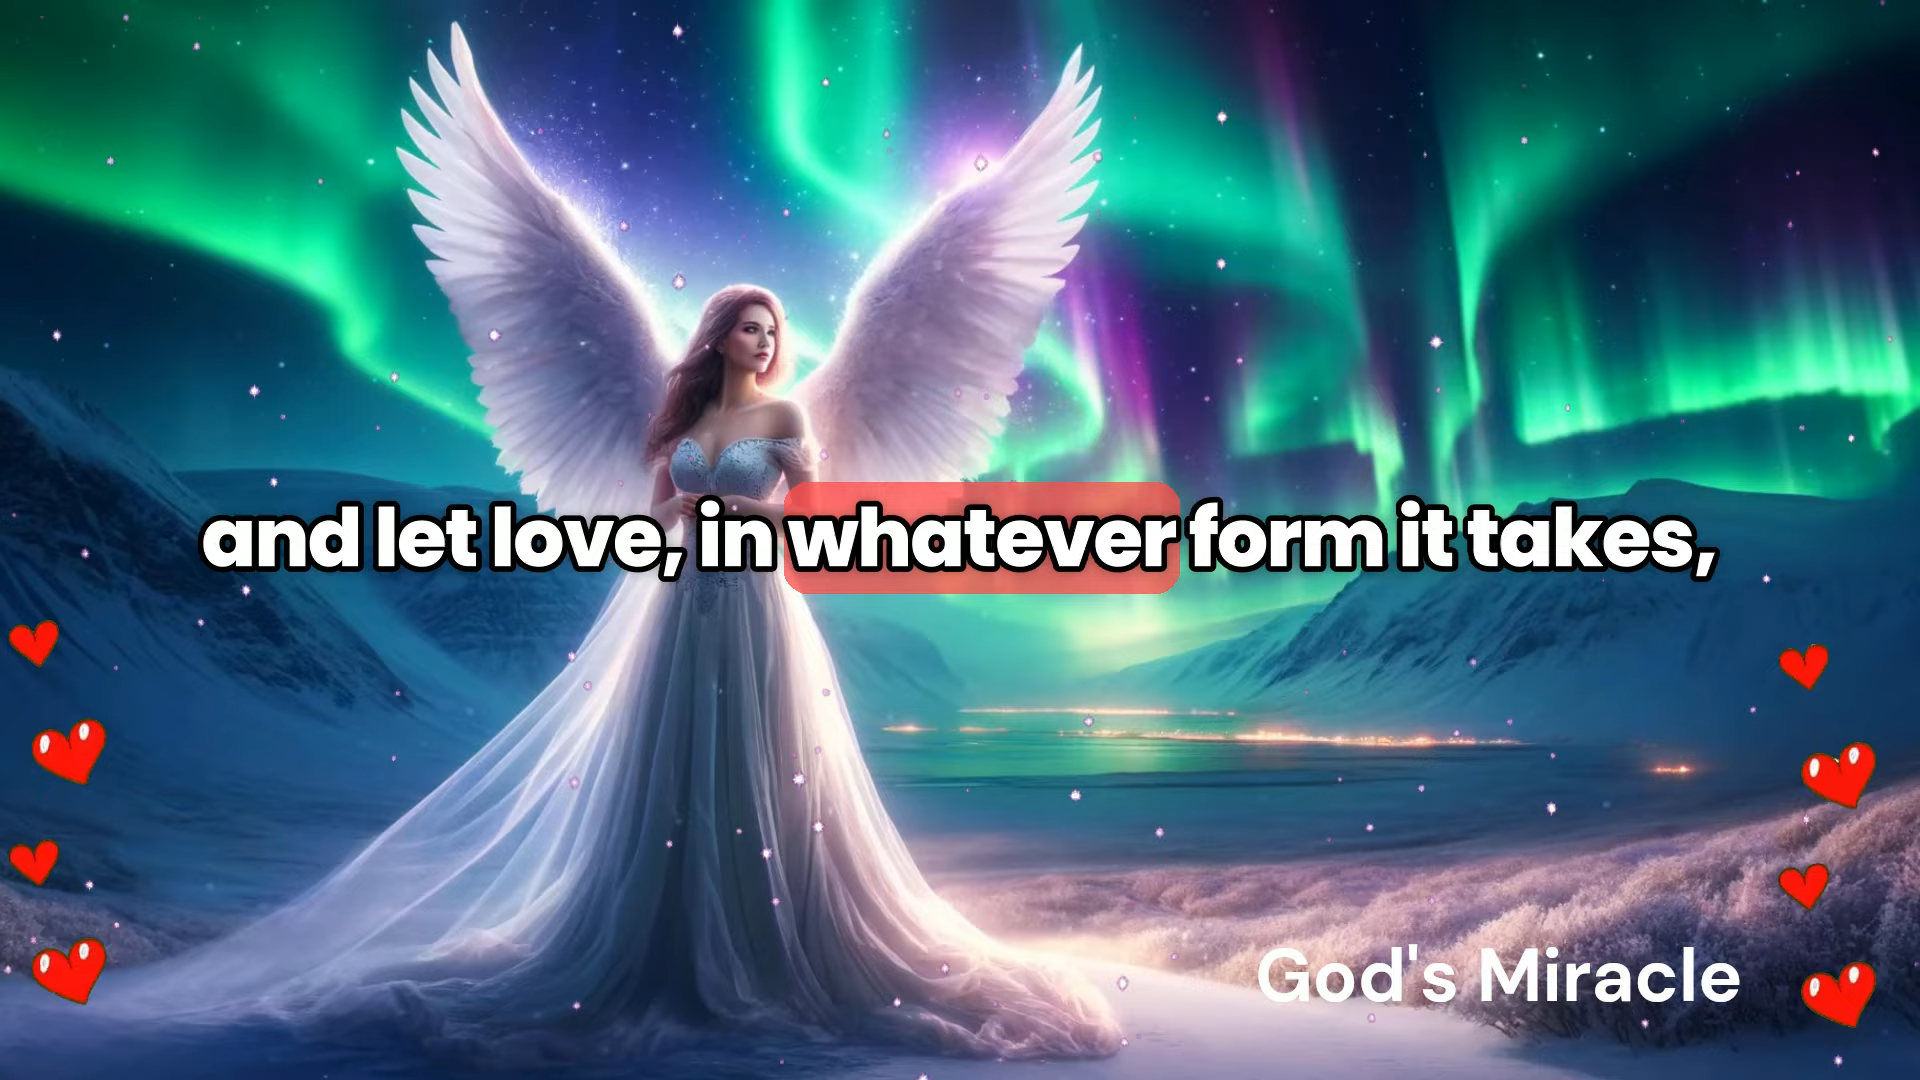 and let love, in whatever form it takes,
God's Miracle